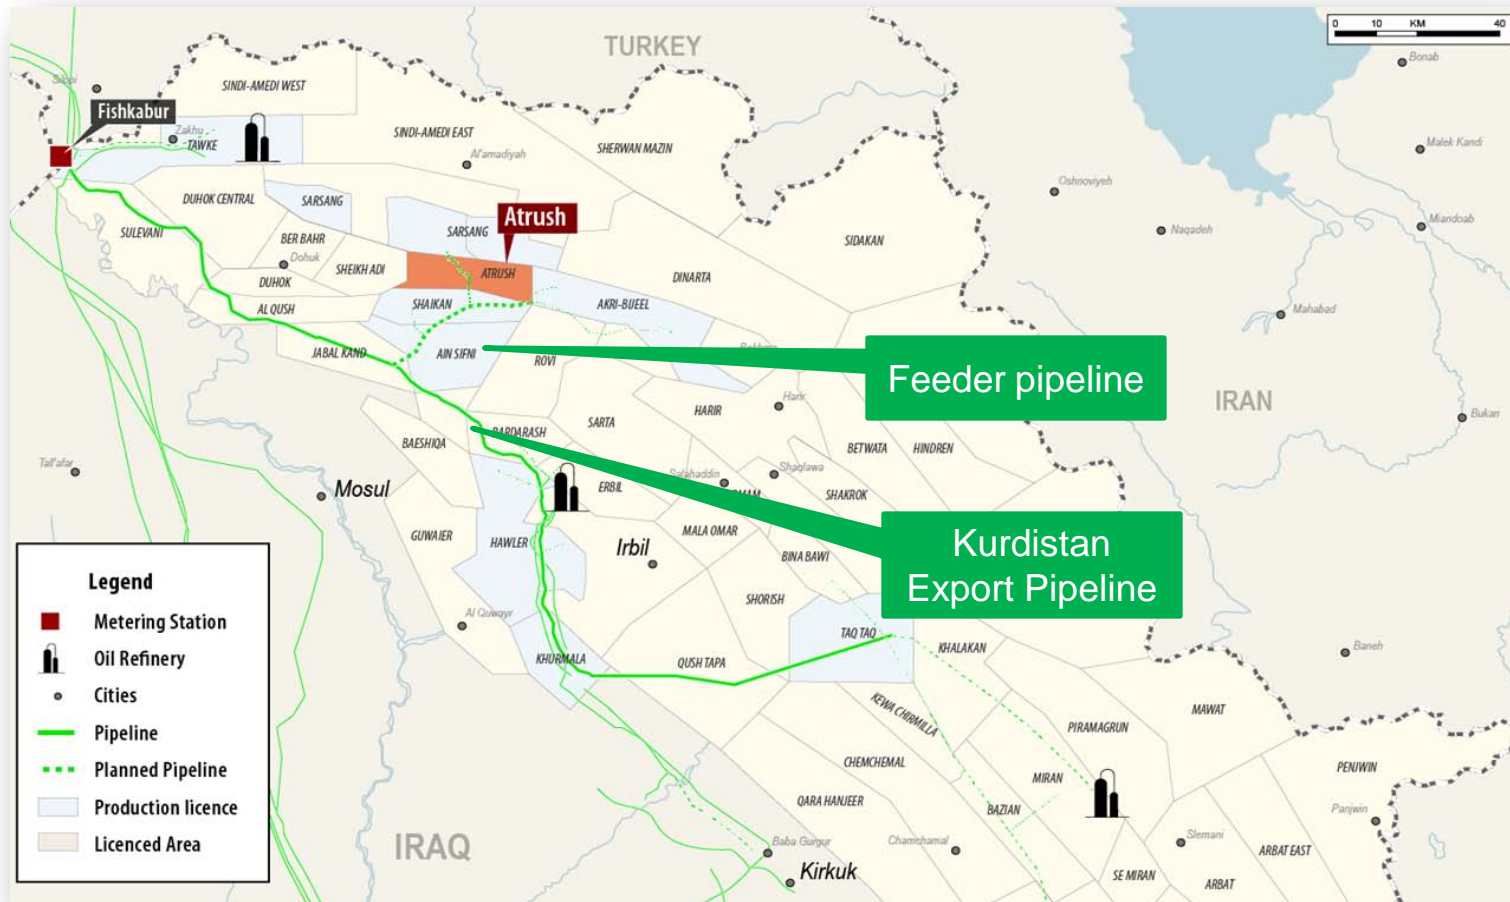 0 10 KM 40
TURKEY
Bonab
SINDI-AMEDI WEST
Fishkabur
Zakhu
TAWKE
SINDI-AMEDI EAST
SHERWAN MAZIN
Al'amadiyah
Malek Kandi
Oshnoviyeh
DUHOK CENTRAL
SARSANG
Atrush
Miandoab
SULEVANI
BER BAHR
SARSANG
Naqadeh
SIDAKAN
Dohuk
SHEIKH ADI
ATRUSH
DINARTA
DUHOK
AL QUSH
SHAIKAN
AKRI-BIJEEL
Mahabad
JABAL KAND
AIN SIFNI
ROVI
Feeder pipeline
IRAN
Harir
HARIR
Bukan
SARTA
BARDARASH
BAESHIQA
BETWATA
HINDREN
Tall'afar
Mosul
Salahaddin
Shaqlawa
ERBIL
SHAKROK
GUWAIER
HAWLER
MALA OMAR
Irbil
BINA BAWI
Kurdistan
Export Pipeline
SHORISH
Al Quwayr
TAQ TAQ
KHALAKAN
Baneh
KHURMALA
QUSH TAPA
KEWA CHIRMILLA
MAWAT
PIRAMAGRUN
CHEMCHEMAL
MIRAN
PENJWIN
QARA HANJEER
BAZIAN
Panjwin
IRAQ
Baba Gurgur
Chamchamal
Slemani
ARBAT EAST
Kirkuk
SE MIRAN
ARBAT
Legend
Metering Station
Oil Refinery
Cities
Pipeline
Planned Pipeline
Production licence
Licenced Area